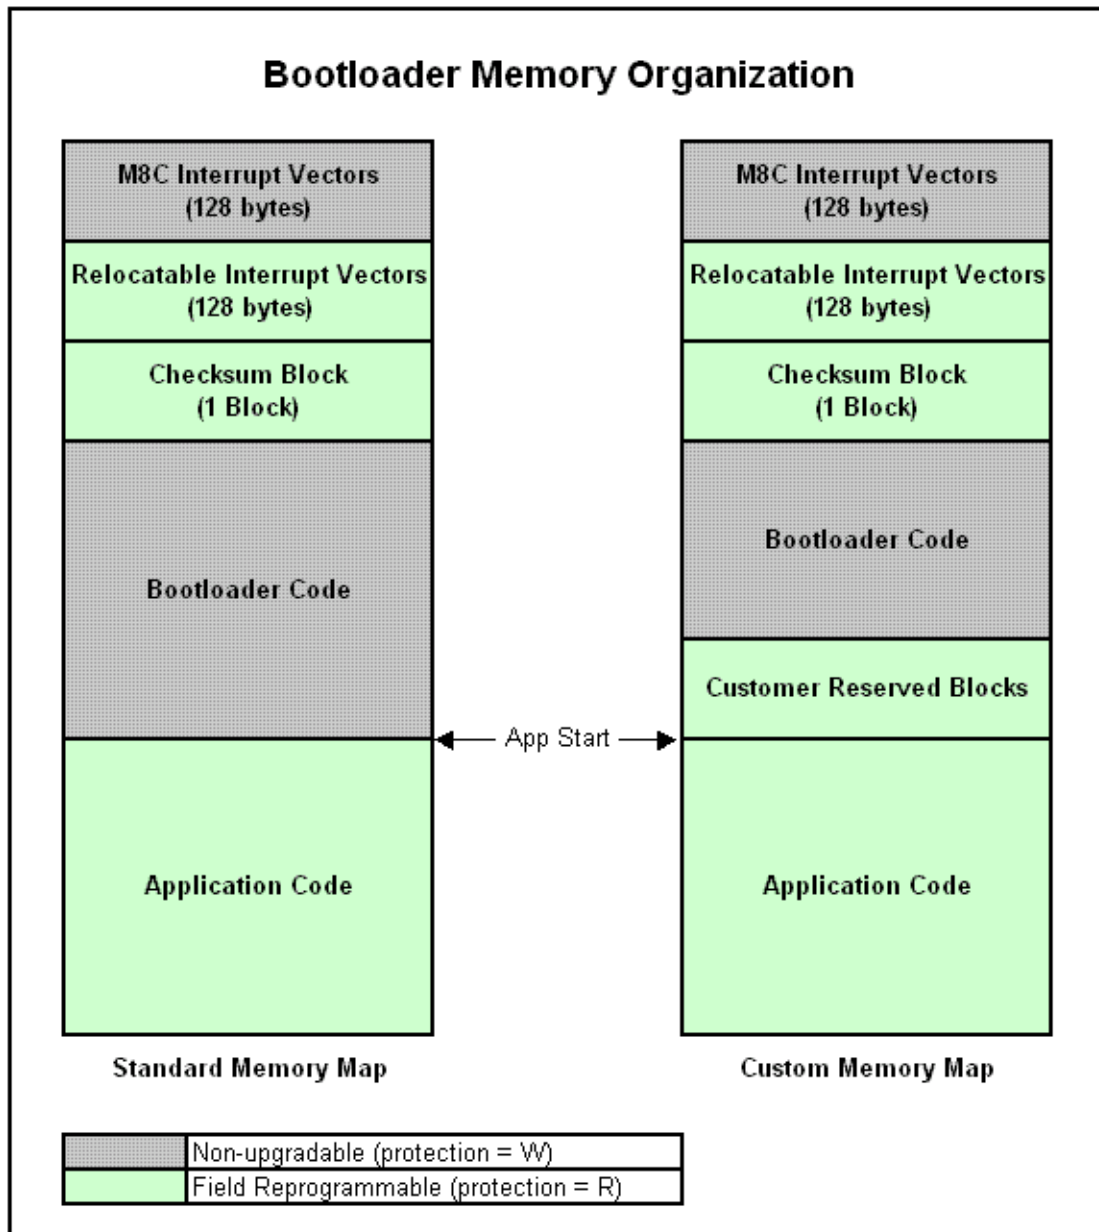 Bootloader Memory Organization
M8C Interrupt Vectors
(128 bytes)
Relocatable Interrupt Vectors
(128 bytes)
Checksum Block
(1 Block)
Bootloader Code
Application Code
Standard Memory Map
App Start
M8C Interrupt Vectors
(128 bytes)
Relocatable Interrupt Vectors
(128 bytes)
Checksum Block
(1 Block)
Bootloader Code
Customer Reserved Blocks
Application Code
Custom Memory Map
Non-upgradable (protection = W)
Field Reprogrammable (protection = R)